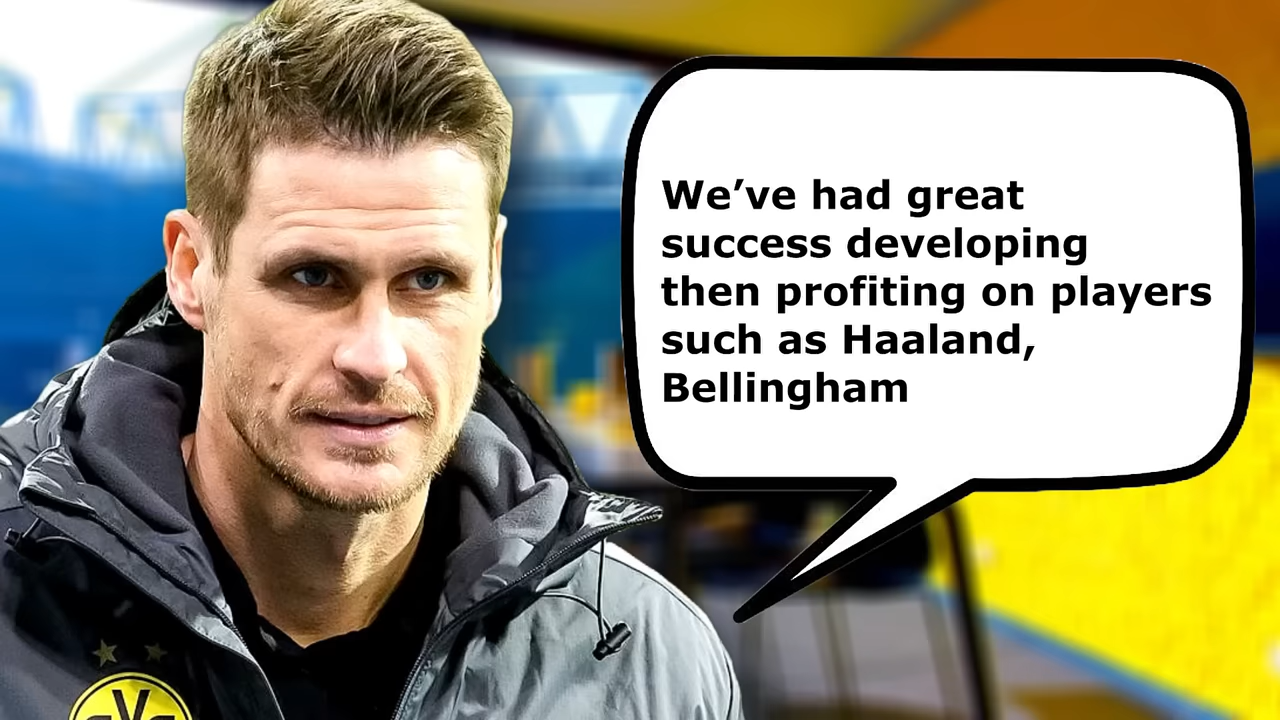 We’ve had great
success developing
then profiting on players
such as Haaland,
Bellingham